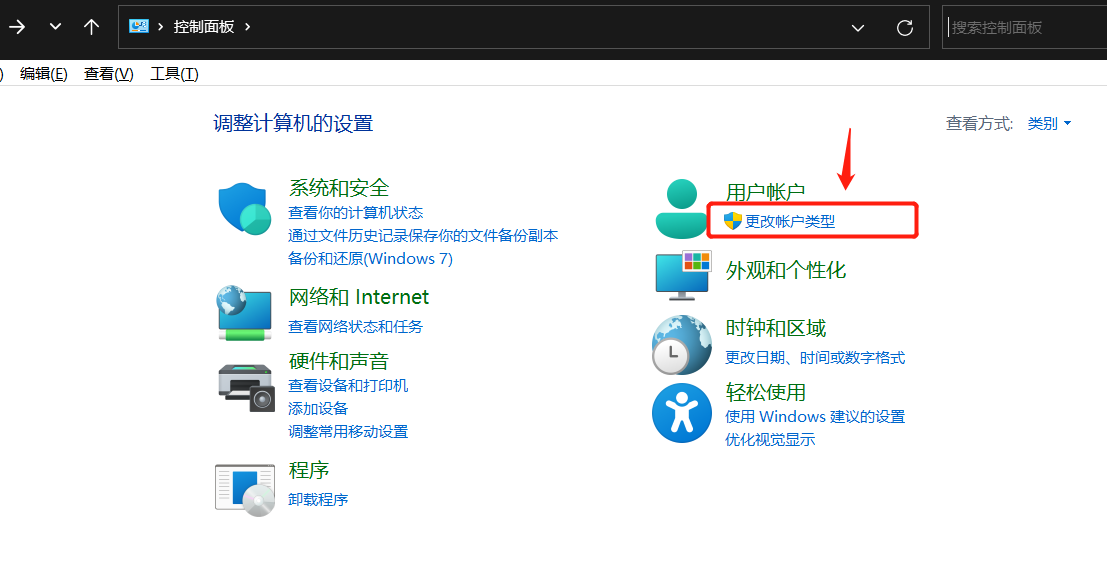 控制面板
搜索控制面板
) 编辑(E) 查看(V) 工具(T)
调整计算机的设置
查看方式: 类别
系统和安全
查看你的计算机状态
通过文件历史记录保存你的文件备份副本
备份和还原(Windows 7)
网络和 Internet
查看网络状态和任务
硬件和声音
查看设备和打印机
添加设备
调整常用移动设置
程序
卸载程序
用户帐户
更改帐户类型
外观和个性化
时钟和区域
更改日期、时间或数字格式
轻松使用
使用 Windows 建议的设置
优化视觉显示